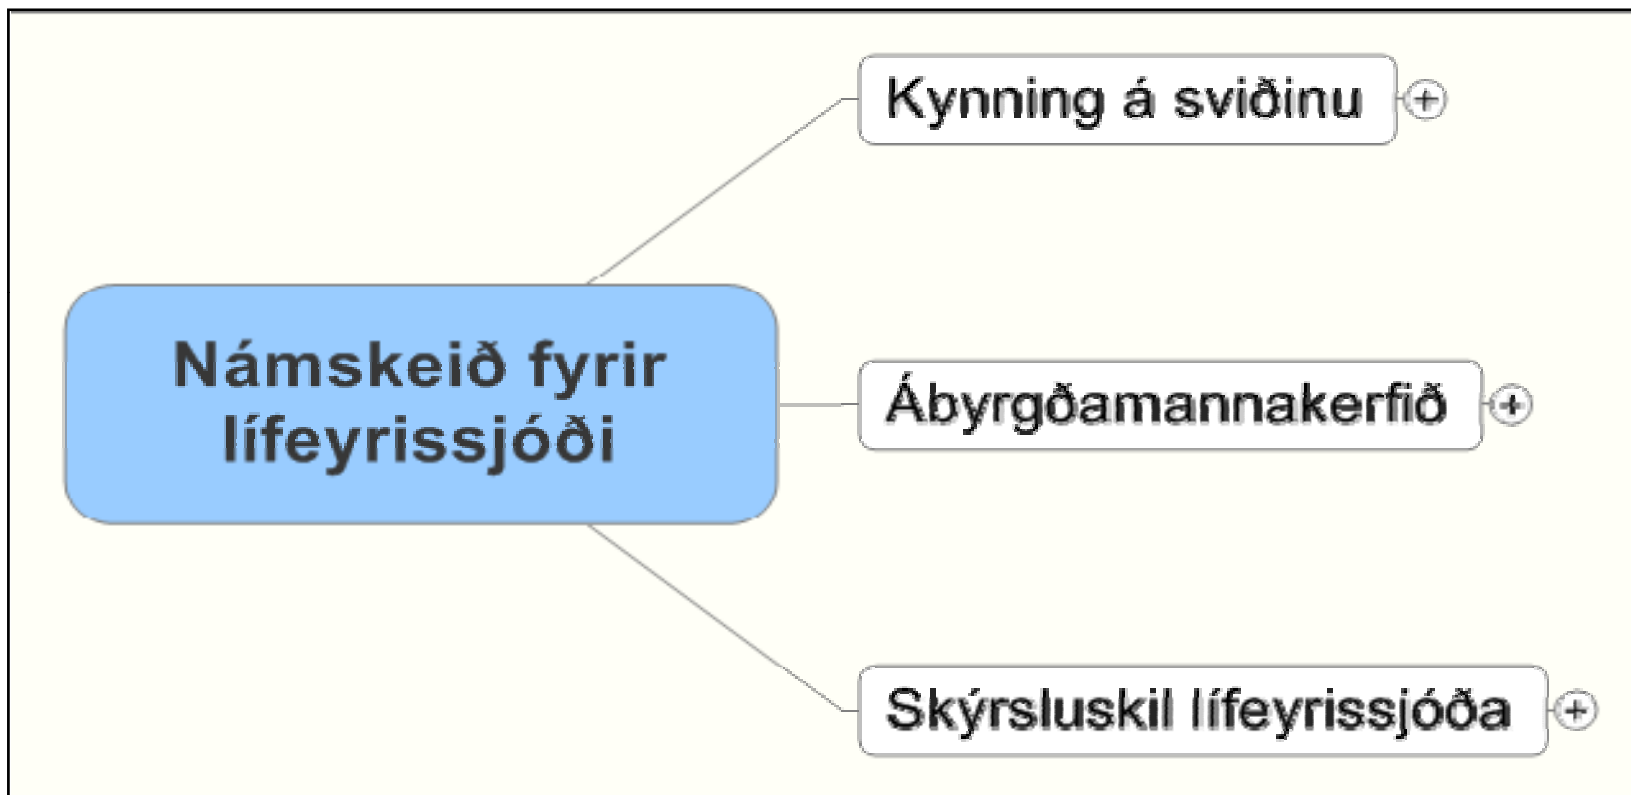 Kynning á sviðinu
Námskeið fyrir
lífeyrissjóði
Ábyrgðamannakerfið
Skýrsluskil lífeyrissjóða